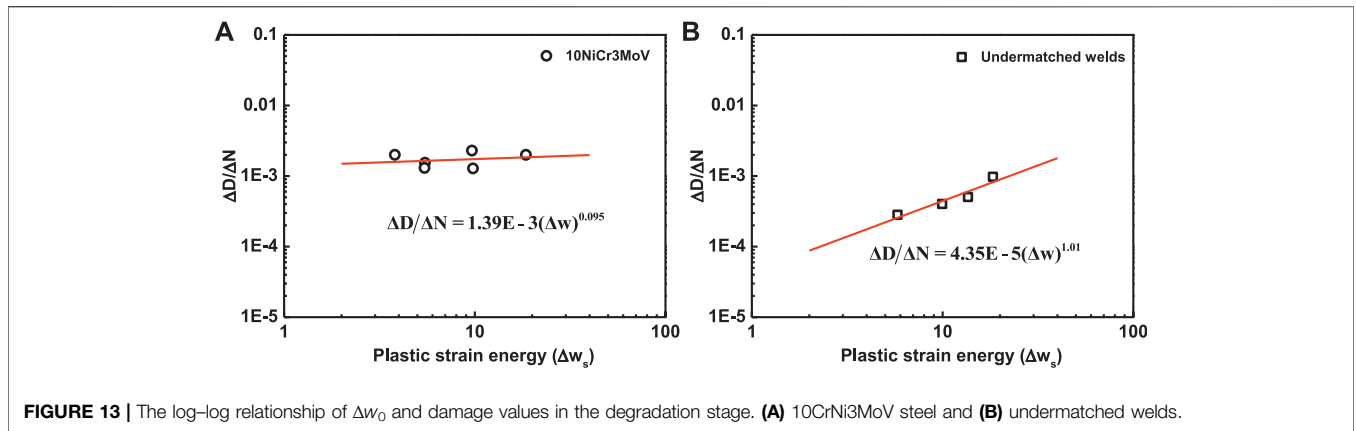 A
0.1
0.01
1E-3
1E-4
1E-5
ΔD/ΔN
10NiCr3MoV
ΔD/ΔN = 1.39E - 3(Δw)^0.095
1 10 100
Plastic strain energy (Δw_s)
B
0.1
0.01
1E-3
1E-4
1E-5
ΔD/ΔN
Undermatched welds
ΔD/ΔN = 4.35E - 5(Δw)^1.01
1 10 100
Plastic strain energy (Δw_s)
FIGURE 13 | The log–log relationship of Δw_0 and damage values in the degradation stage. (A) 10CrNi3MoV steel and (B) undermatched welds.